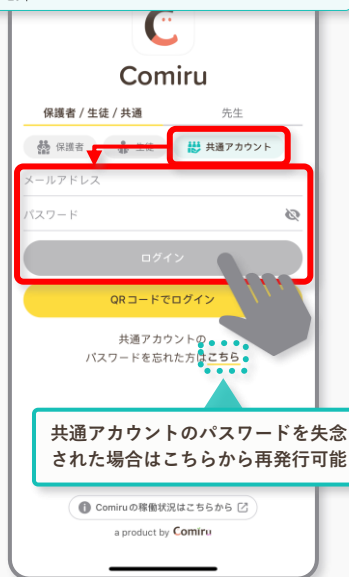 Comiru
保護者 / 生徒 / 共通
先生
保護者
生徒
共通アカウント
メールアドレス
パスワード
ログイン
QRコードでログイン
共通アカウントの
パスワードを忘れた方はこちら
共通アカウントのパスワードを失念
された場合はこちらから再発行可能
Comiruの稼働状況はこちらから
a product by Comiru